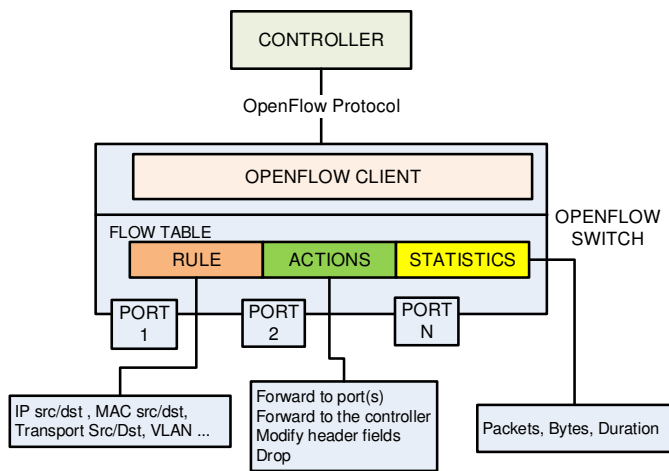 CONTROLLER
OpenFlow Protocol
OPENFLOW CLIENT
OPENFLOW
SWITCH
FLOW TABLE
RULE
ACTIONS
STATISTICS
PORT
1
PORT
2
PORT
N
IP src/dst , MAC src/dst,
Transport Src/Dst, VLAN ...
Forward to port(s)
Forward to the controller
Modify header fields
Drop
Packets, Bytes, Duration